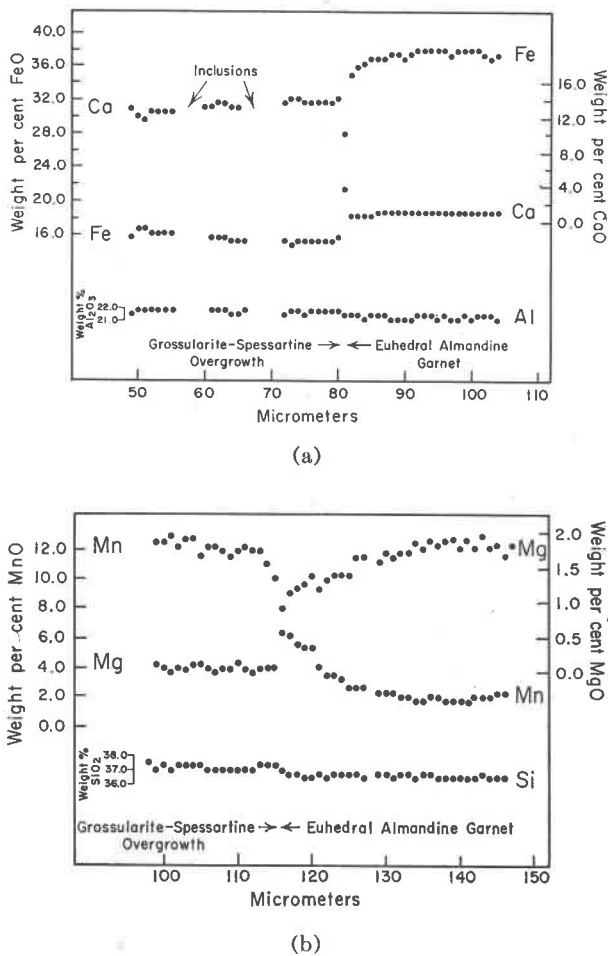 40.0
36.0
32.0
28.0
24.0
20.0
16.0
Weight per cent FeO
Weight %
Al₂O₃
22.0
21.0
Inclusions
Ca
Fe
Fe
Ca
Al
16.0
12.0
8.0
4.0
0.0
Weight per cent CaO
Grossularite-Spessartine →
Overgrowth
← Euhedral Almandine
Garnet
50 60 70 80 90 100 110
Micrometers
(a)
12.0
10.0
8.0
6.0
4.0
2.0
0.0
Weight per cent MnO
Weight %
SiO₂
38.0
37.0
36.0
Mn
Mg
Mg
Mn
Si
2.0
1.5
1.0
0.5
0.0
Weight per cent MgO
Grossularite-Spessartine →
Overgrowth
← Euhedral Almandine Garnet
100 110 120 130 140 150
Micrometers
(b)